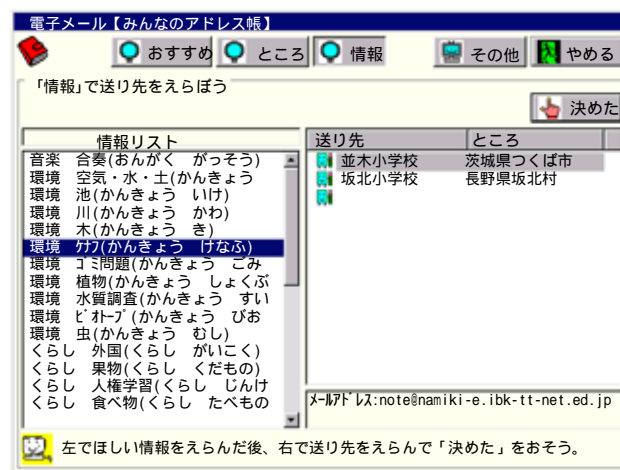 電子メール【みんなのアドレス帳】
おすすめ ところ 情報 その他 やめる
「情報」で送り先をえらぼう
決めた
情報リスト
音楽 合奏(おんがく がっそう)
環境 空気・水・土(かんきょう
環境 池(かんきょう いけ)
環境 川(かんきょう かわ)
環境 木(かんきょう き)
環境 ｹﾅﾌ(かんきょう けなふ)
環境 ｺﾞﾐ問題(かんきょう ごみ
環境 植物(かんきょう しょくぶ
環境 水質調査(かんきょう すい
環境 ﾋﾞｵﾄｰﾌﾟ(かんきょう びお
環境 虫(かんきょう むし)
くらし 外国(くらし がいこく)
くらし 果物(くらし くだもの)
くらし 人権学習(くらし じんけ
くらし 食べ物(くらし たべもの
送り先 ところ
並木小学校 茨城県つくば市
坂北小学校 長野県坂北村
ﾒｰﾙｱﾄﾞﾚｽ:note@namiki-e.ibk-tt-net.ed.jp
左でほしい情報をえらんだ後、右で送り先をえらんで「決めた」をおそう。